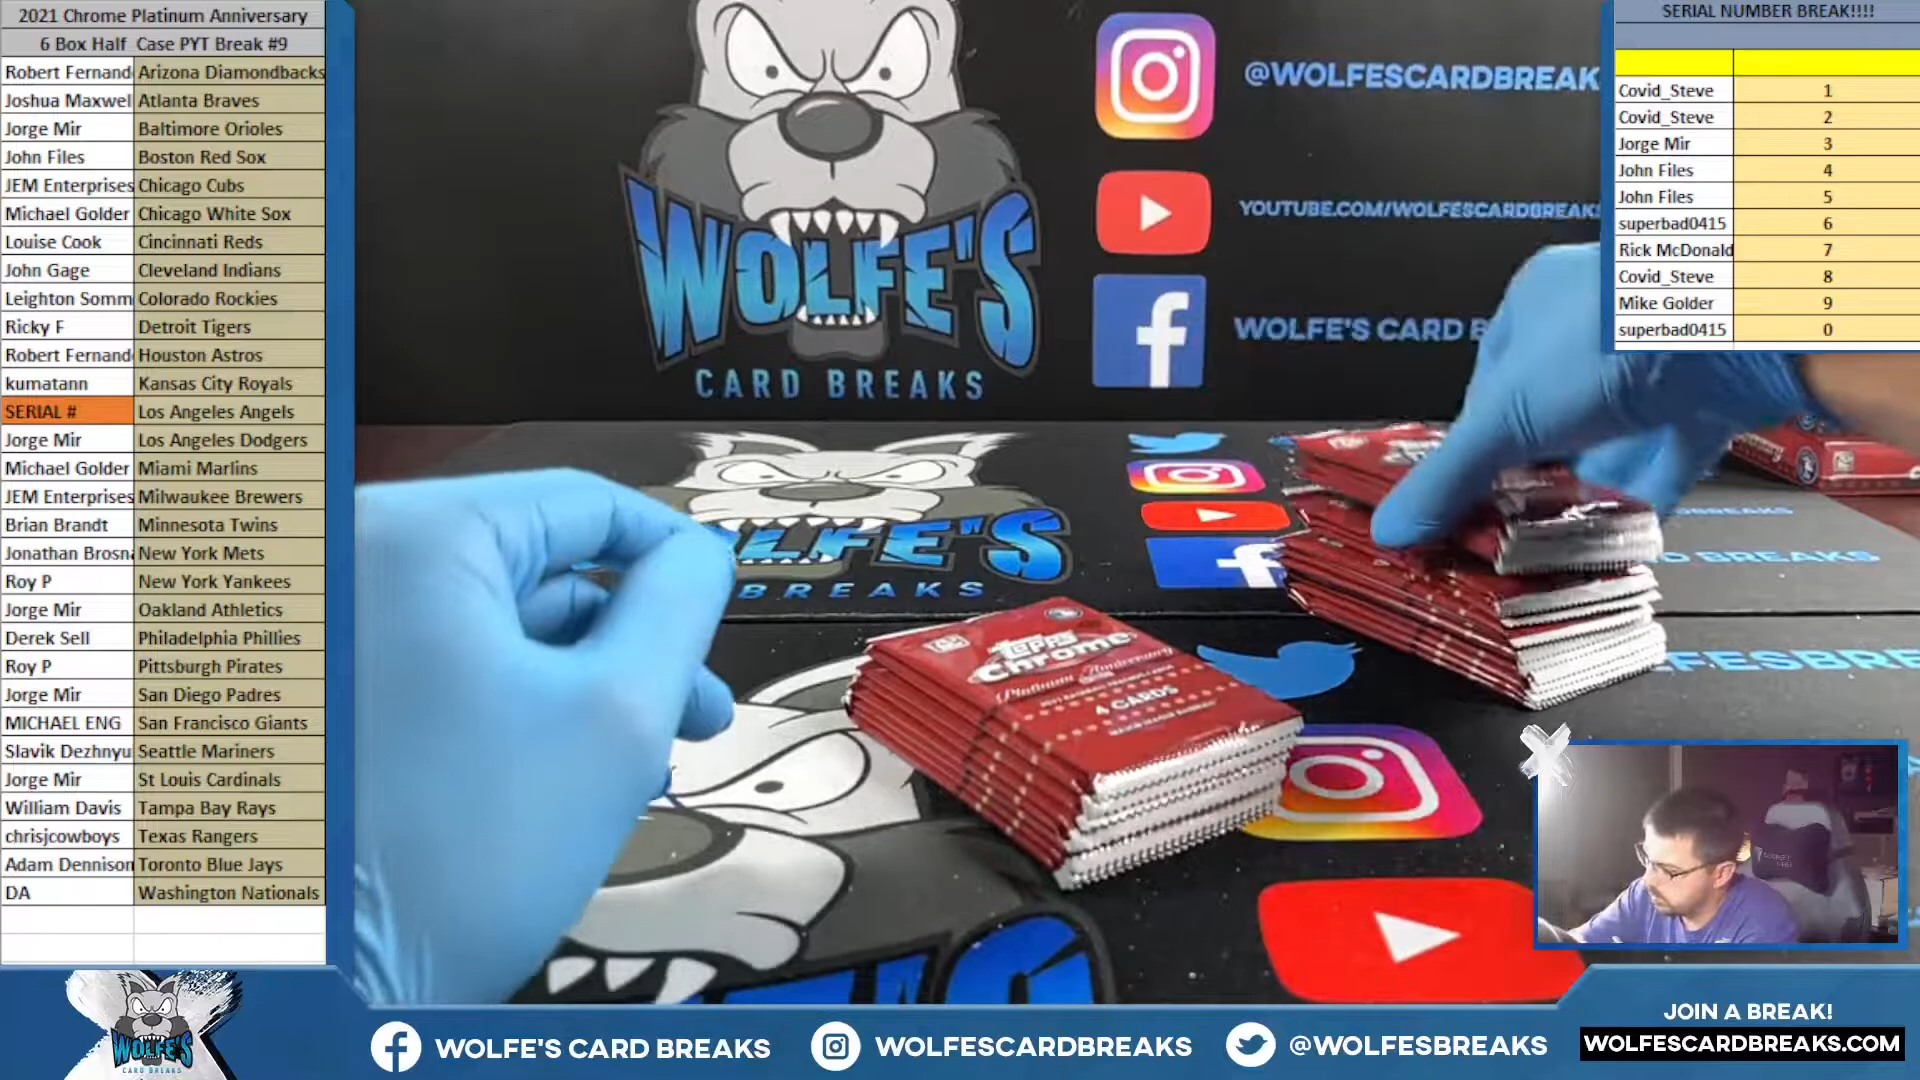 2021 Chrome Platinum Anniversary
6 Box Half Case PYT Break #9
Robert Fernand Arizona Diamondbacks
Joshua Maxwel Atlanta Braves
Jorge Mir Baltimore Orioles
John Files Boston Red Sox
JEM Enterprises Chicago Cubs
Michael Golder Chicago White Sox
Louise Cook Cincinnati Reds
John Gage Cleveland Indians
Leighton Somm Colorado Rockies
Ricky F Detroit Tigers
Robert Fernand Houston Astros
kumatann Kansas City Royals
SERIAL # Los Angeles Angels
Jorge Mir Los Angeles Dodgers
Michael Golder Miami Marlins
JEM Enterprises Milwaukee Brewers
Brian Brandt Minnesota Twins
Jonathan Brosna New York Mets
Roy P New York Yankees
Jorge Mir Oakland Athletics
Derek Sell Philadelphia Phillies
Roy P Pittsburgh Pirates
Jorge Mir San Diego Padres
MICHAEL ENG San Francisco Giants
Slavik Dezhnyu Seattle Mariners
Jorge Mir St Louis Cardinals
William Davis Tampa Bay Rays
chrisjcowboys Texas Rangers
Adam Dennison Toronto Blue Jays
DA Washington Nationals
WOLFE'S
CARD BREAKS
@WOLFESCARDBREAK
YOUTUBE.COM/WOLFESCARDBREAK
WOLFE'S CARD B
SERIAL NUMBER BREAK!!!!
Covid_Steve 1
Covid_Steve 2
Jorge Mir 3
John Files 4
John Files 5
superbad0415 6
Rick McDonald 7
Covid_Steve 8
Mike Golder 9
superbad0415 0
OLFE'S
BREAKS
D BREAKS
FESBRE
Topps
Chrome
Platinum Anniversary
4 CARDS
WOLFE'S
CARD BREAKS
WOLFE'S CARD BREAKS
WOLFESCARDBREAKS
@WOLFESBREAKS
JOIN A BREAK!
WOLFESCARDBREAKS.COM